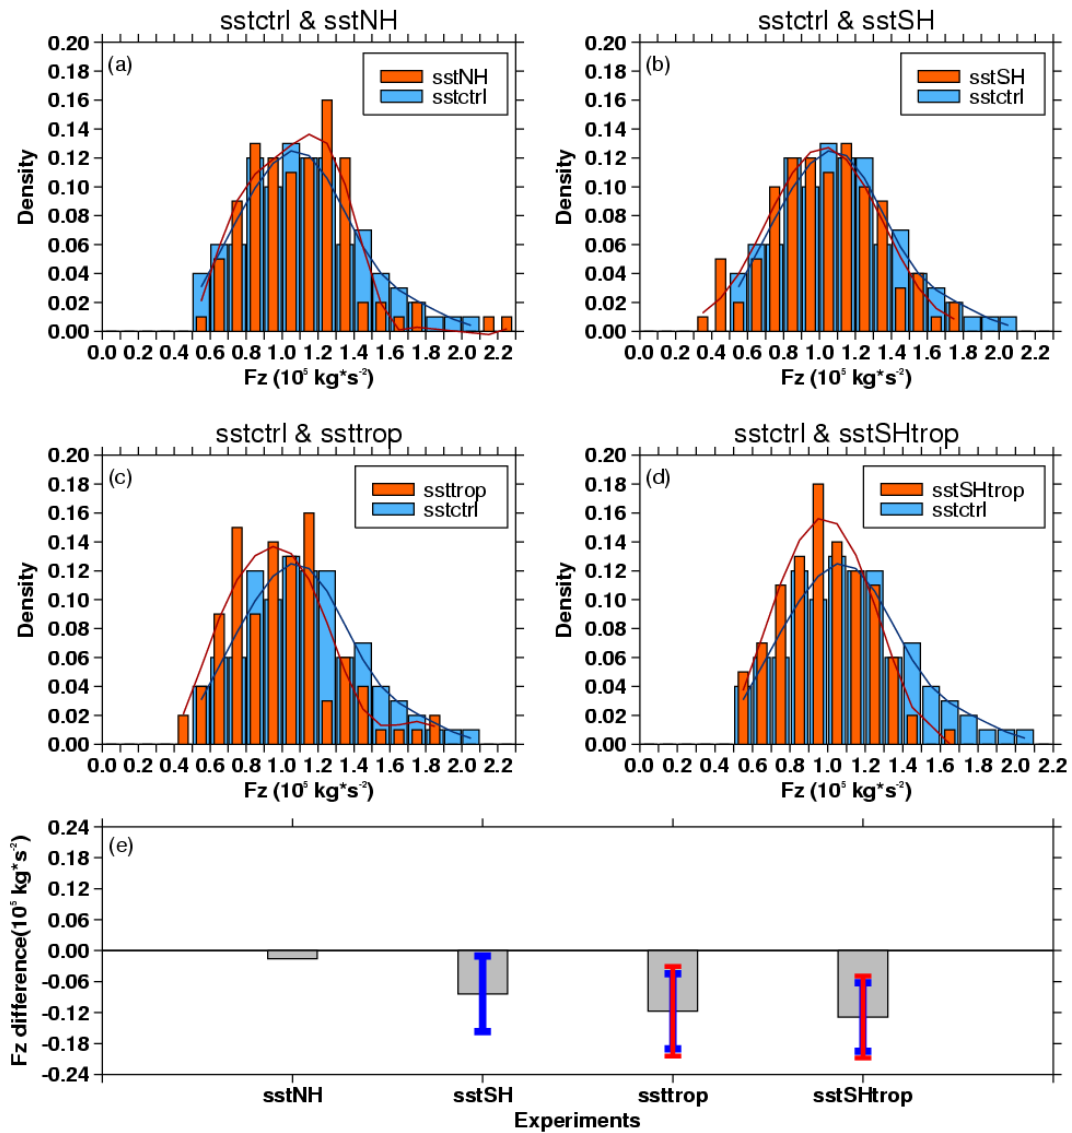 sstctrl & sstNH
(a)
sstNH
sstctrl
Density
0.20
0.18
0.16
0.14
0.12
0.10
0.08
0.06
0.04
0.02
0.00
0.0 0.2 0.4 0.6 0.8 1.0 1.2 1.4 1.6 1.8 2.0 2.2
Fz (10⁵ kg*s⁻²)
sstctrl & sstSH
(b)
sstSH
sstctrl
Density
0.20
0.18
0.16
0.14
0.12
0.10
0.08
0.06
0.04
0.02
0.00
0.0 0.2 0.4 0.6 0.8 1.0 1.2 1.4 1.6 1.8 2.0 2.2
Fz (10⁵ kg*s⁻²)
sstctrl & ssttrop
(c)
ssttrop
sstctrl
Density
0.20
0.18
0.16
0.14
0.12
0.10
0.08
0.06
0.04
0.02
0.00
0.0 0.2 0.4 0.6 0.8 1.0 1.2 1.4 1.6 1.8 2.0 2.2
Fz (10⁵ kg*s⁻²)
sstctrl & sstSHtrop
(d)
sstSHtrop
sstctrl
Density
0.20
0.18
0.16
0.14
0.12
0.10
0.08
0.06
0.04
0.02
0.00
0.0 0.2 0.4 0.6 0.8 1.0 1.2 1.4 1.6 1.8 2.0 2.2
Fz (10⁵ kg*s⁻²)
(e)
Fz difference(10⁵ kg*s⁻²)
0.24
0.18
0.12
0.06
0.00
-0.06
-0.12
-0.18
-0.24
sstNH sstSH ssttrop sstSHtrop
Experiments